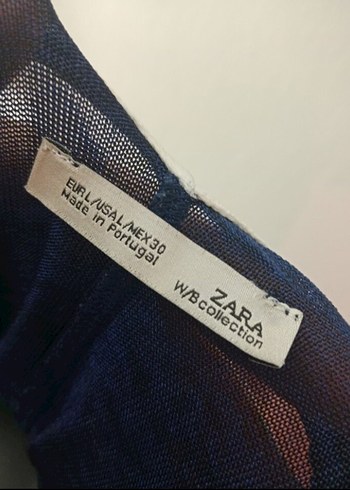 ZARA
W/B collection
EUR L/USA L/MEX 30
Made in Portugal